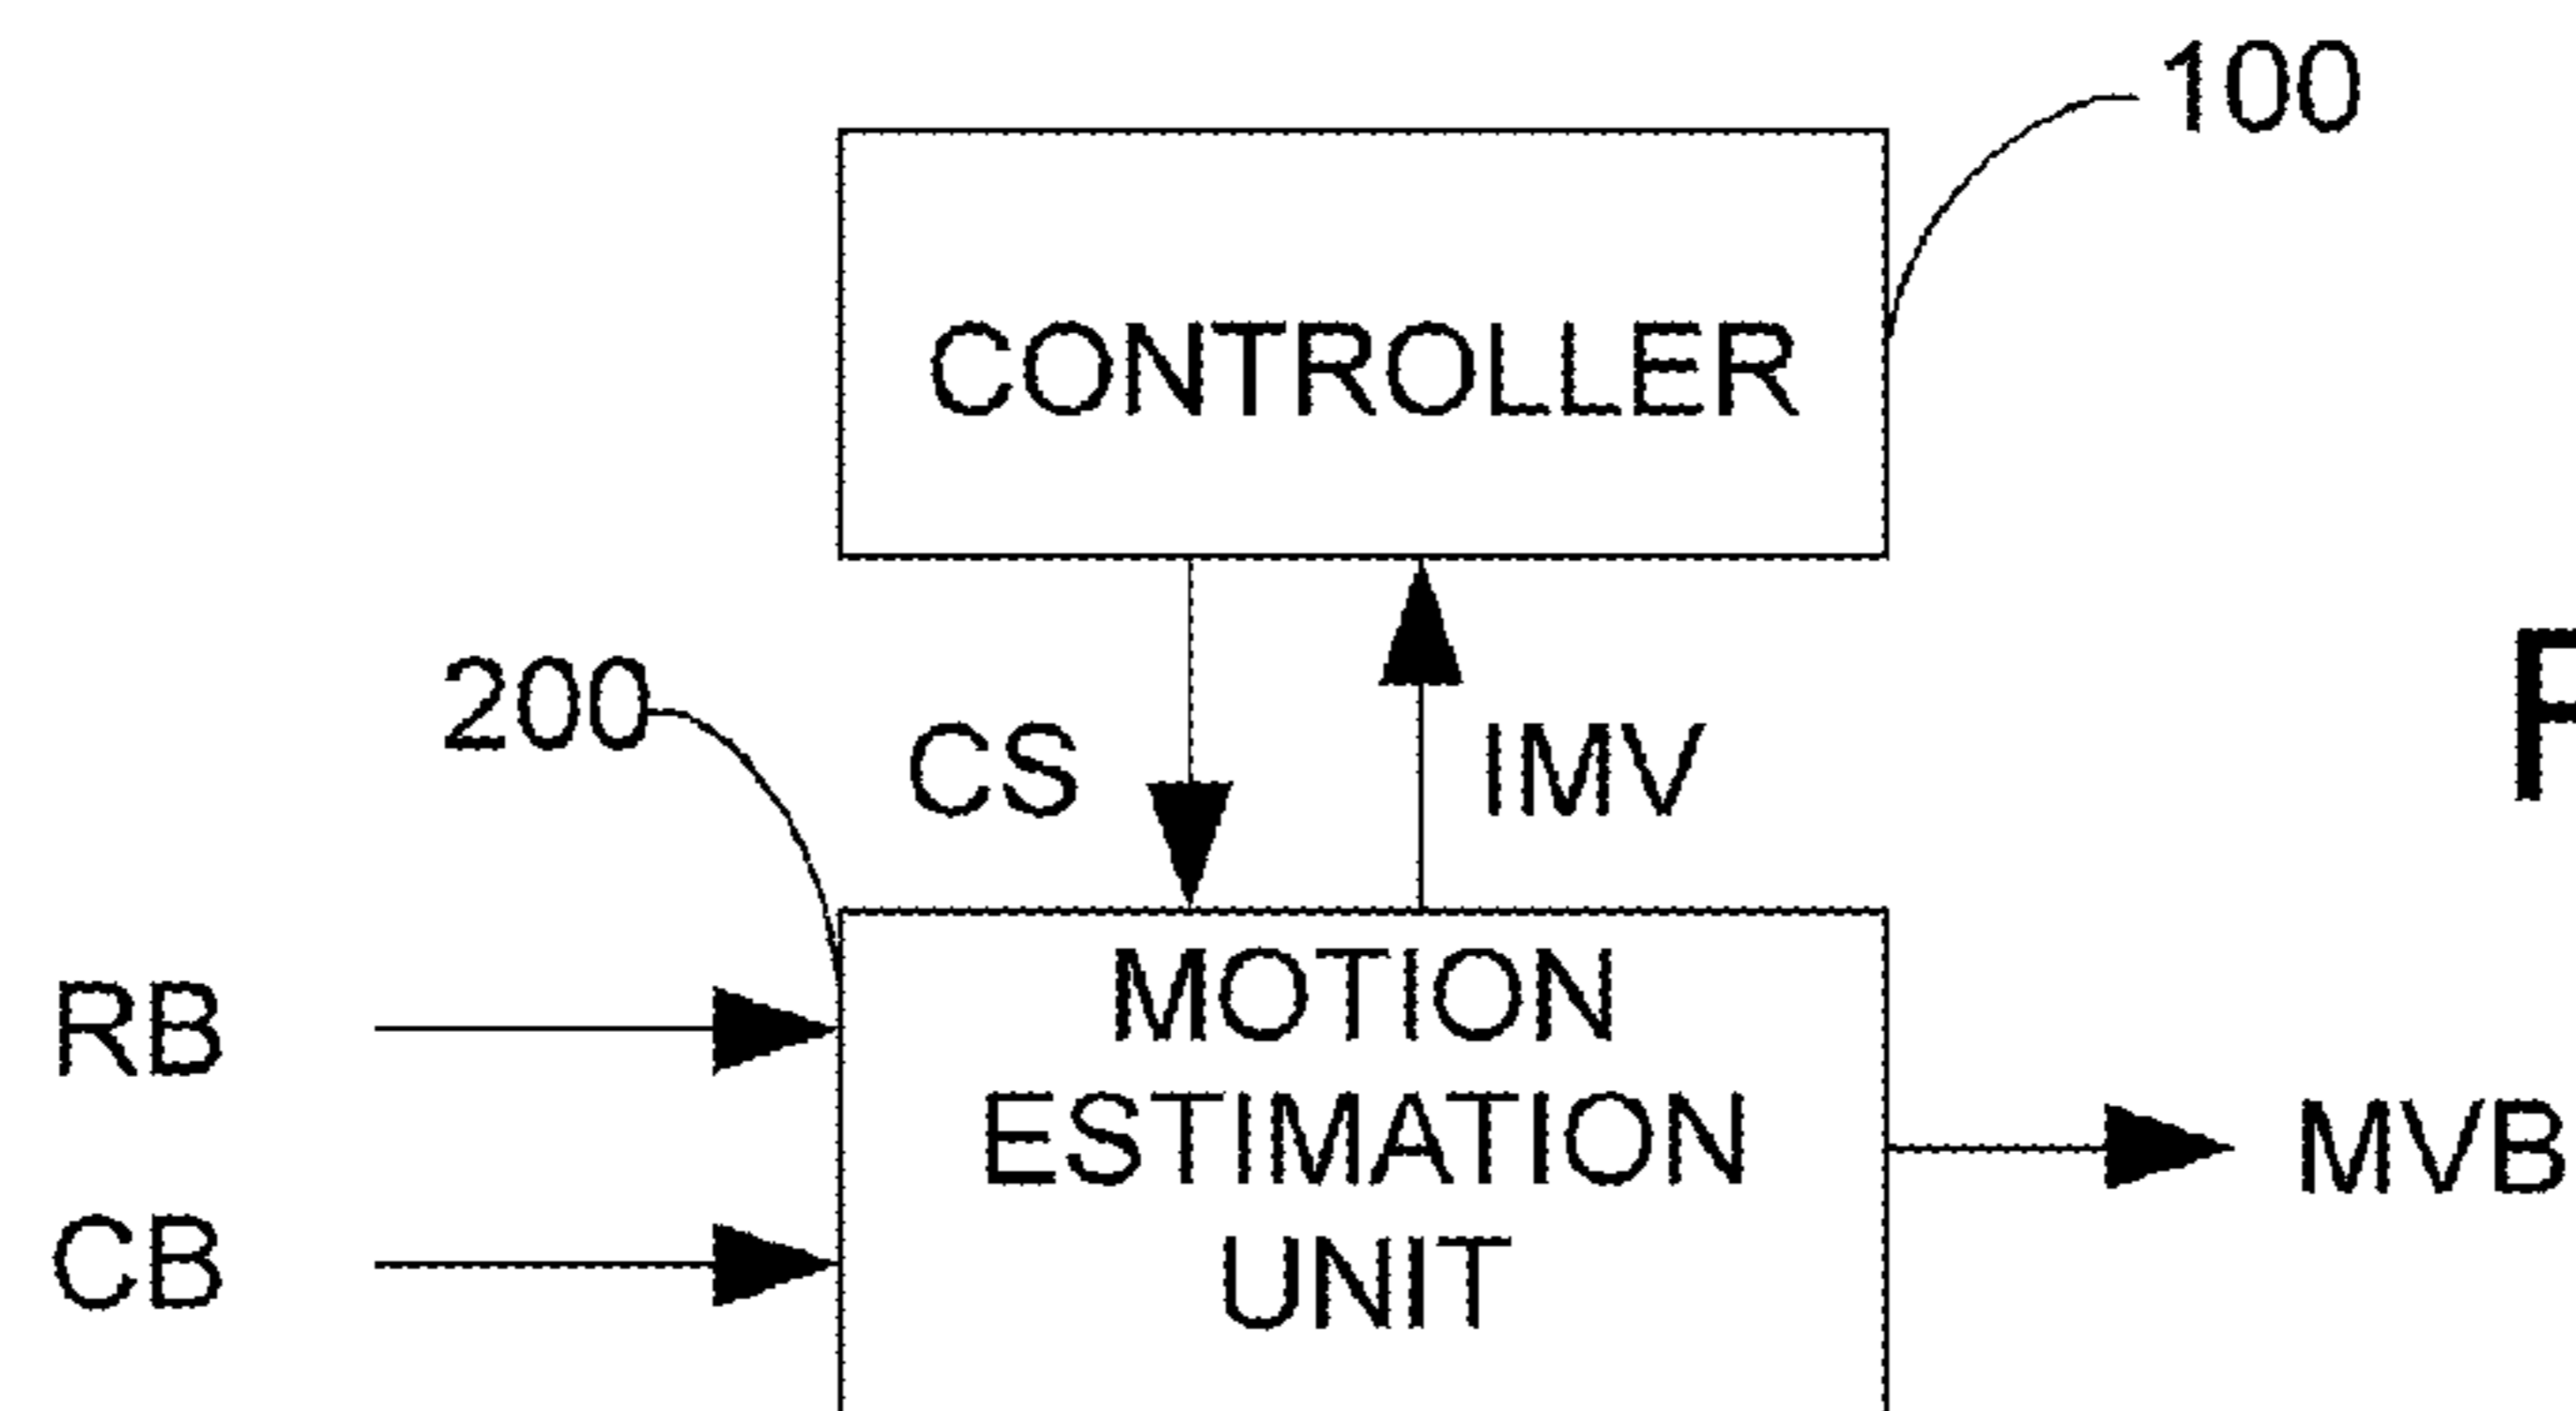 100
CONTROLLER
200
CS
IMV
RB
MOTION
ESTIMATION
MVB
CB
UNIT